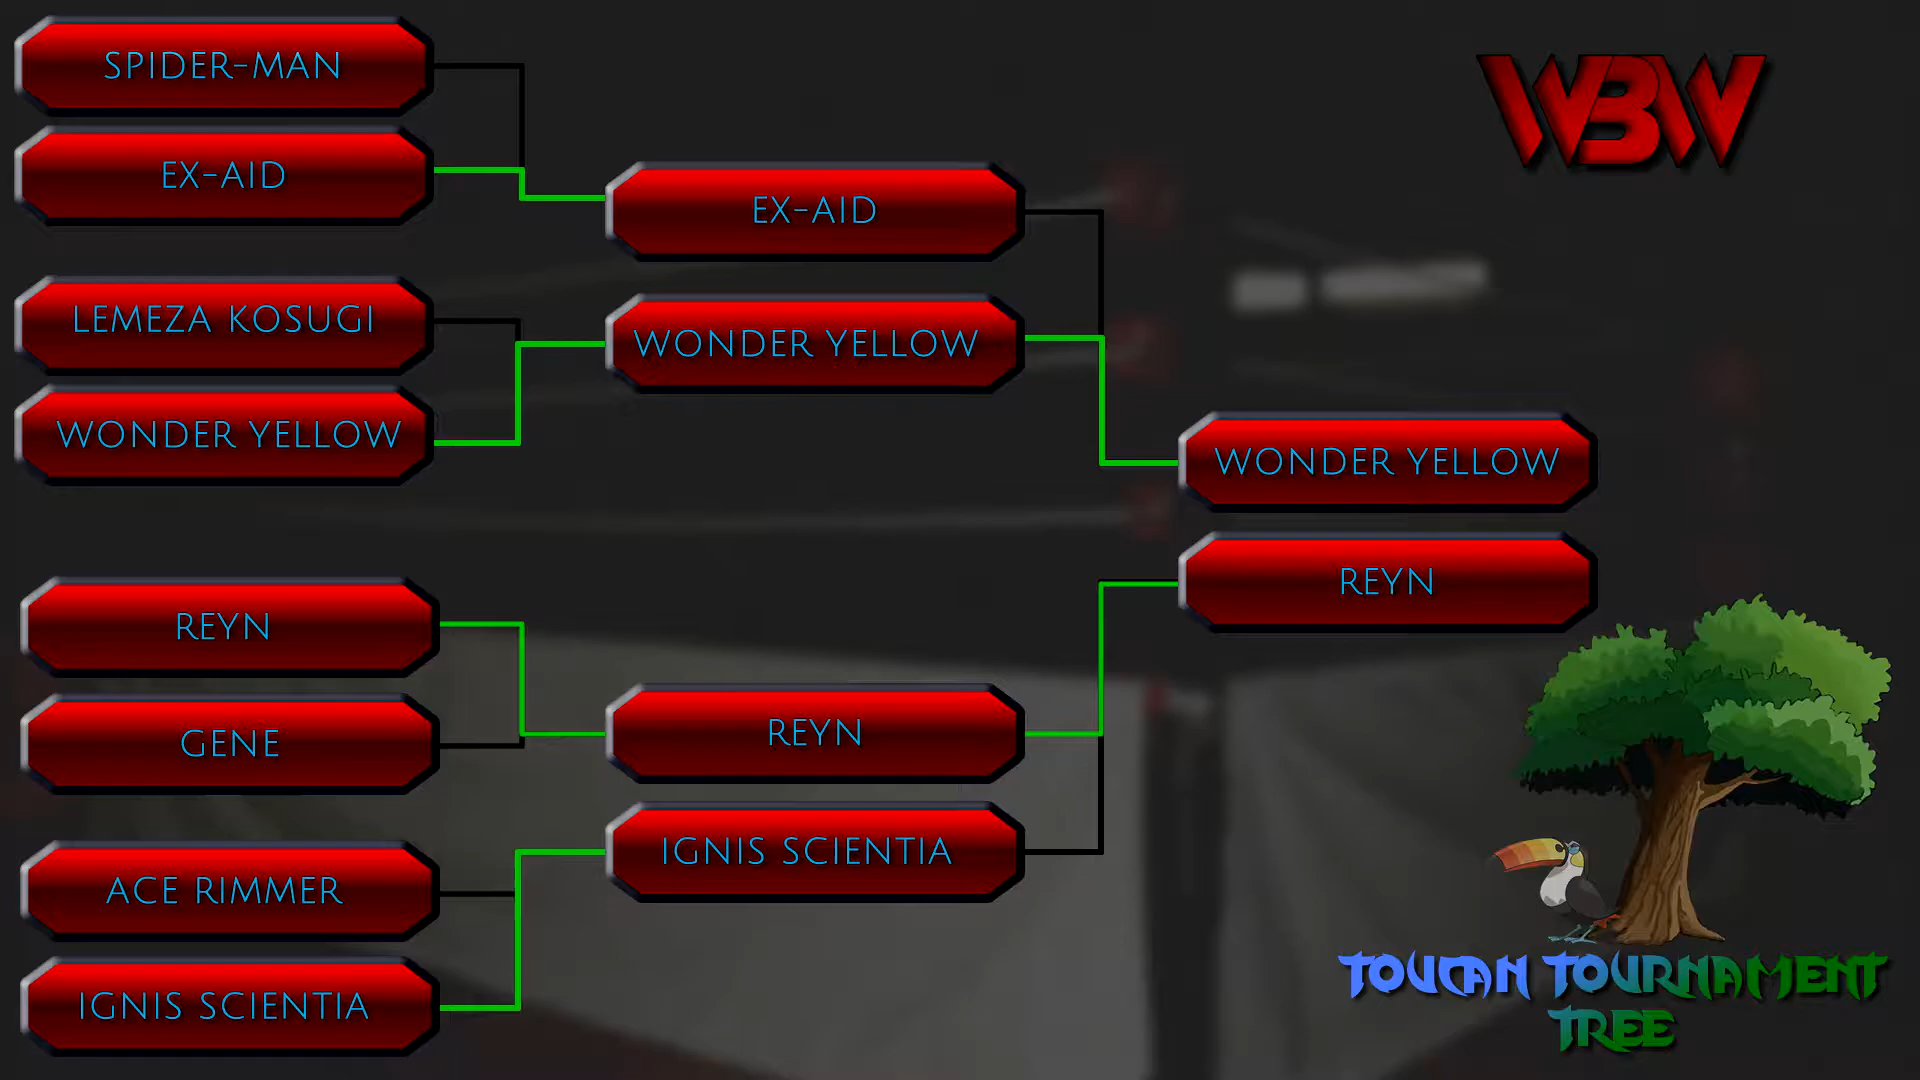 SPIDER-MAN
EX-AID
LEMEZA KOSUGI
WONDER YELLOW
REYN
GENE
ACE RIMMER
IGNIS SCIENTIA
EX-AID
WONDER YELLOW
REYN
IGNIS SCIENTIA
WONDER YELLOW
REYN
WBW
TOUCAN TOURNAMENT
TREE